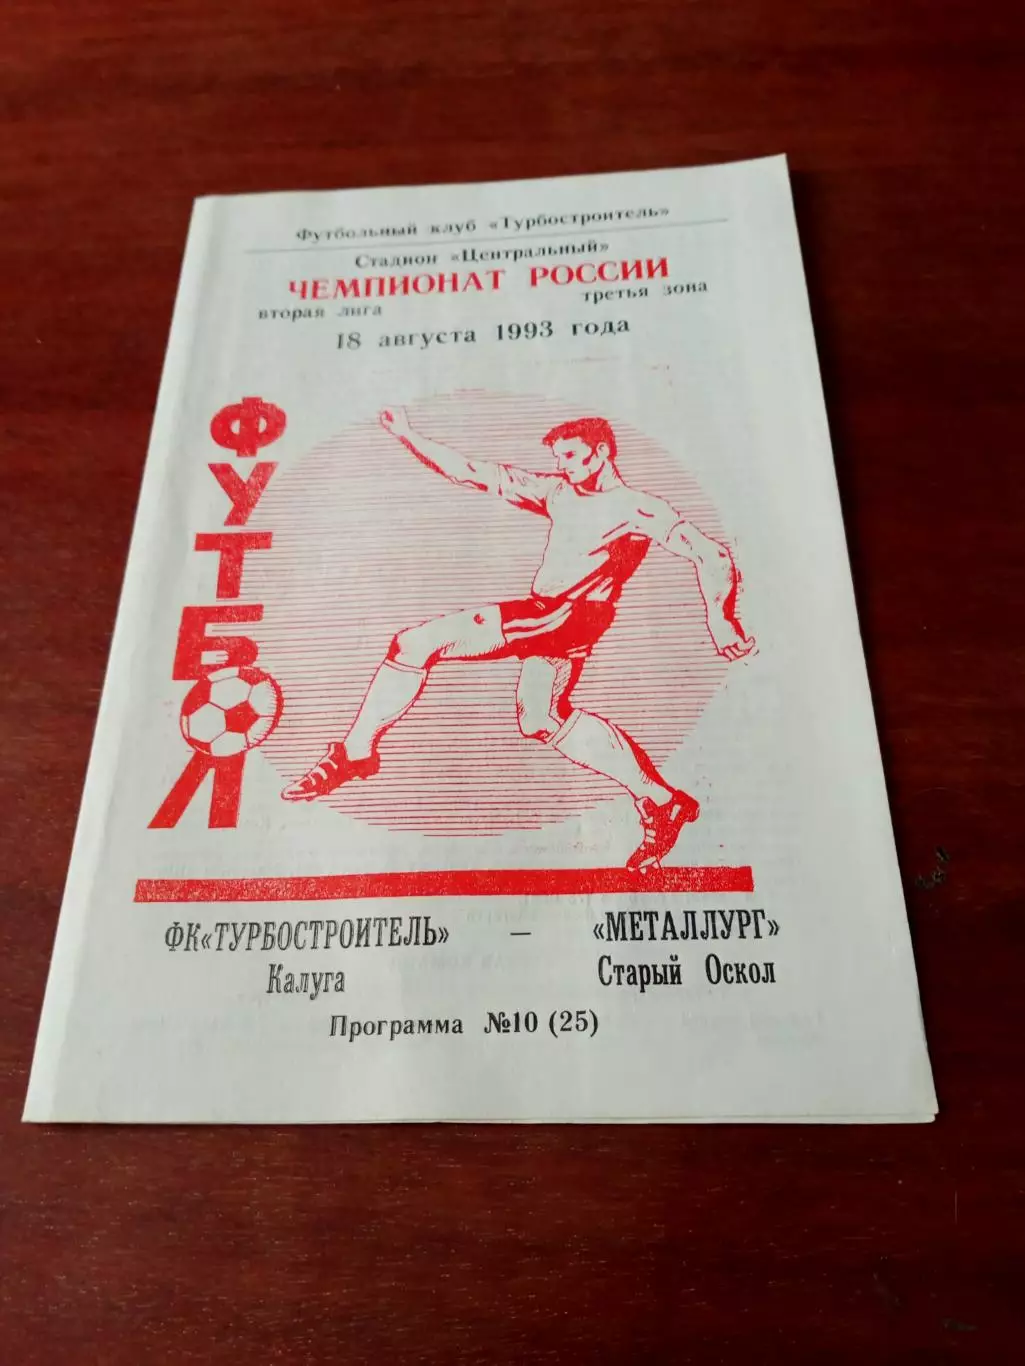 Футбольный клуб «Турбостроитель»
Стадион «Центральный»
ЧЕМПИОНАТ РОССИИ
вторая лига третья зона
18 августа 1993 года
ФУТБОЛ
ФК«ТУРБОСТРОИТЕЛЬ» — «МЕТАЛЛУРГ»
Калуга Старый Оскол
Программа №10 (25)